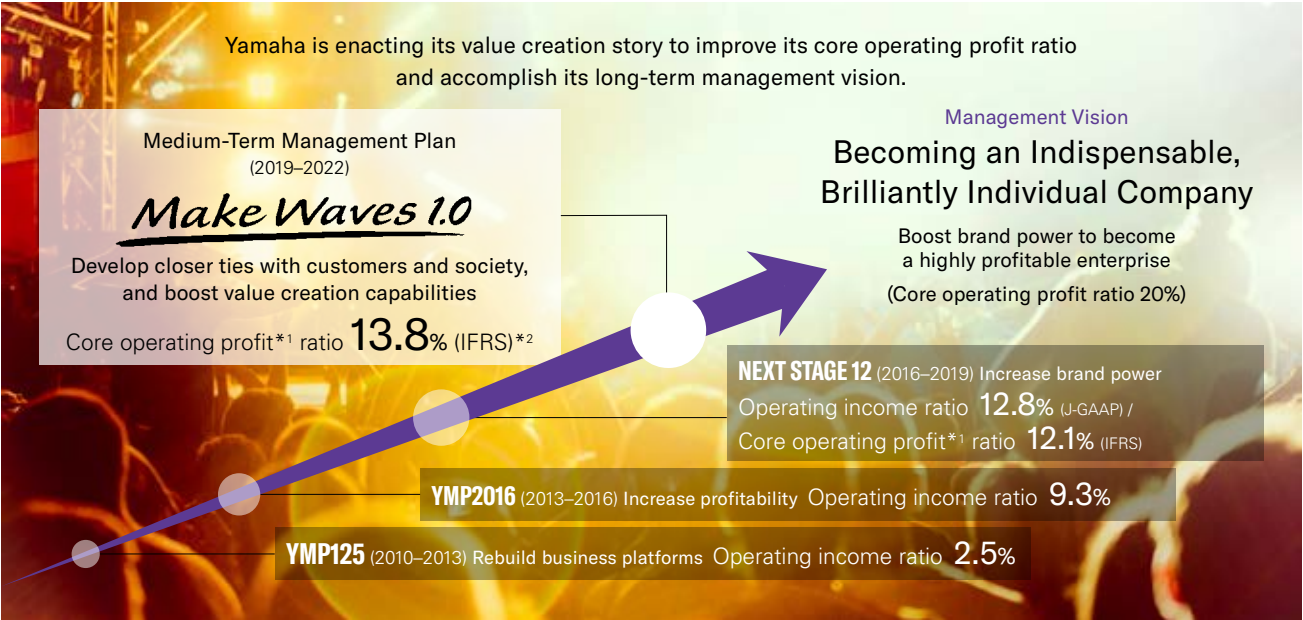 Yamaha is enacting its value creation story to improve its core operating profit ratio
and accomplish its long-term management vision.
Medium-Term Management Plan
(2019–2022)
Make Waves 1.0
Develop closer ties with customers and society,
and boost value creation capabilities
Core operating profit*1 ratio 13.8% (IFRS)*2
Management Vision
Becoming an Indispensable,
Brilliantly Individual Company
Boost brand power to become
a highly profitable enterprise
(Core operating profit ratio 20%)
NEXT STAGE 12 (2016–2019) Increase brand power
Operating income ratio 12.8% (J-GAAP) /
Core operating profit*1 ratio 12.1% (IFRS)
YMP2016 (2013–2016) Increase profitability Operating income ratio 9.3%
YMP125 (2010–2013) Rebuild business platforms Operating income ratio 2.5%